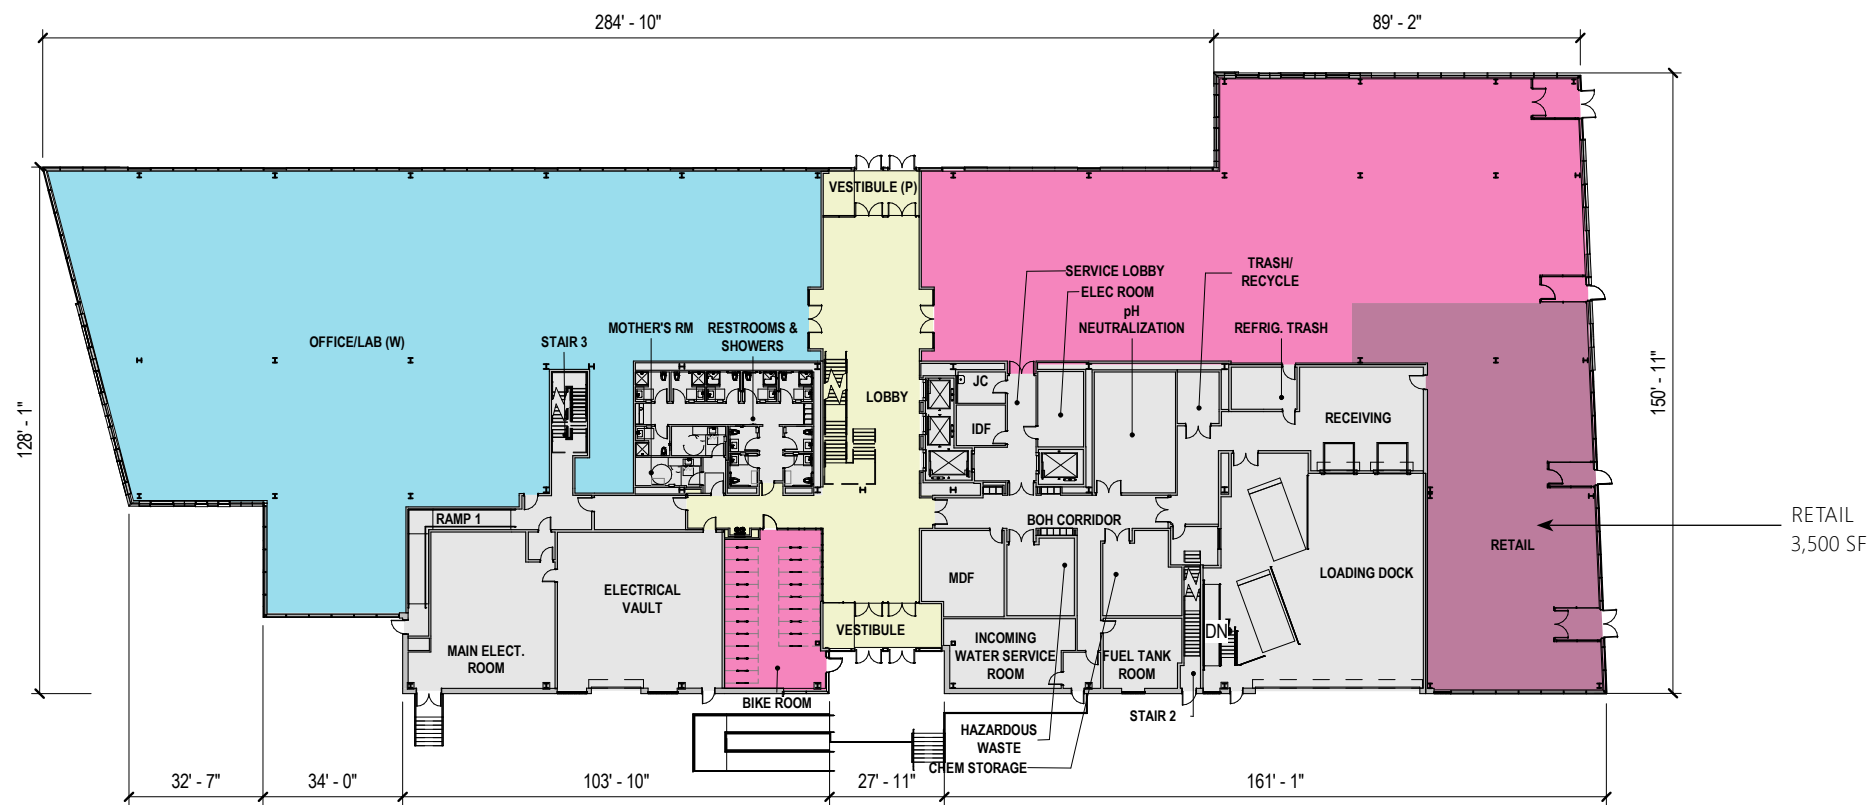 284' - 10"
89' - 2"
VESTIBULE (P)
SERVICE LOBBY
TRASH/
RECYCLE
ELEC ROOM
pH
NEUTRALIZATION
REFRIG. TRASH
MOTHER'S RM
RESTROOMS &
SHOWERS
OFFICE/LAB (W)
STAIR 3
LOBBY
JC
IDF
RECEIVING
128' - 1"
150' - 11"
RAMP 1
BOH CORRIDOR
RETAIL
3,500 SF
RETAIL
MDF
LOADING DOCK
ELECTRICAL
VAULT
VESTIBULE
DN
MAIN ELECT.
ROOM
INCOMING
WATER SERVICE
ROOM
FUEL TANK
ROOM
BIKE ROOM
STAIR 2
HAZARDOUS
WASTE
CHEM STORAGE
32' - 7"
34' - 0"
103' - 10"
27' - 11"
161' - 1"